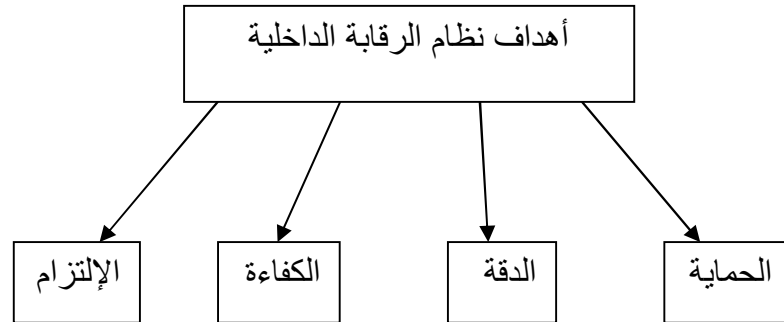 أهداف نظام الرقابة الداخلية
الحماية
الدقة
الكفاءة
الإلتزام